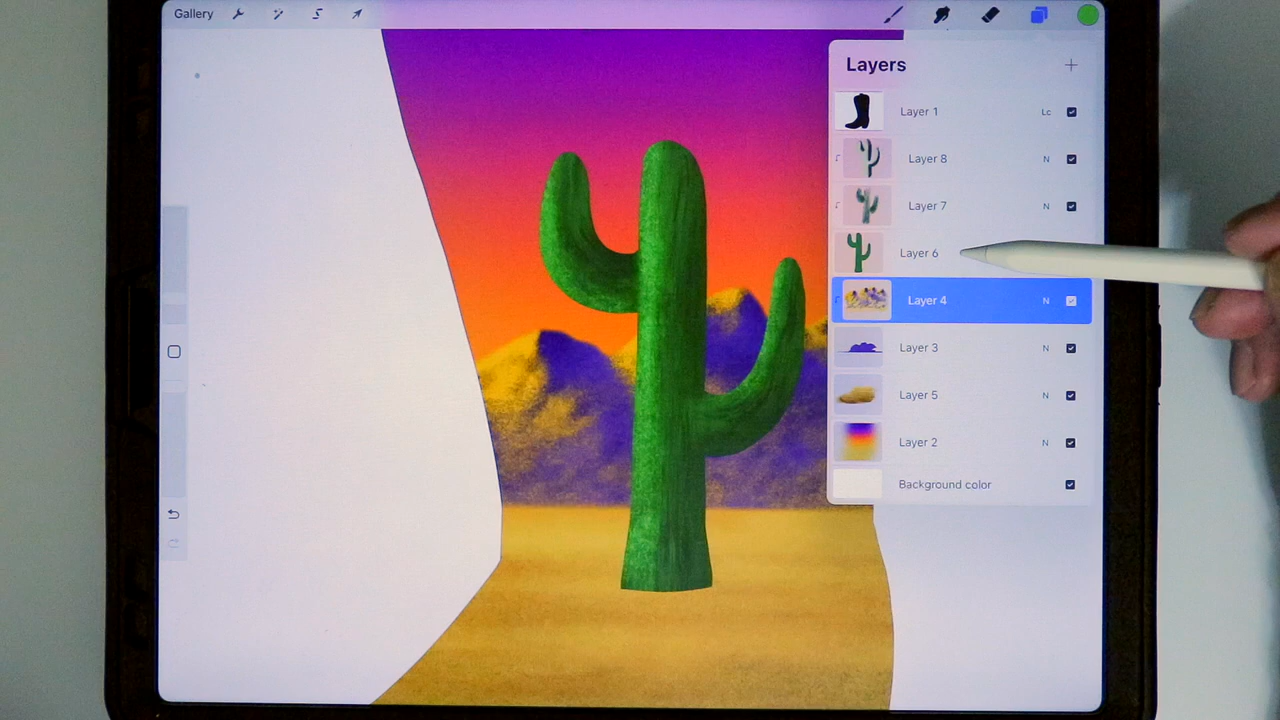 Gallery
Layers
Layer 1 Lc
Layer 8 N
Layer 7 N
Layer 6
Layer 4 N
Layer 3 N
Layer 5 N
Layer 2 N
Background color